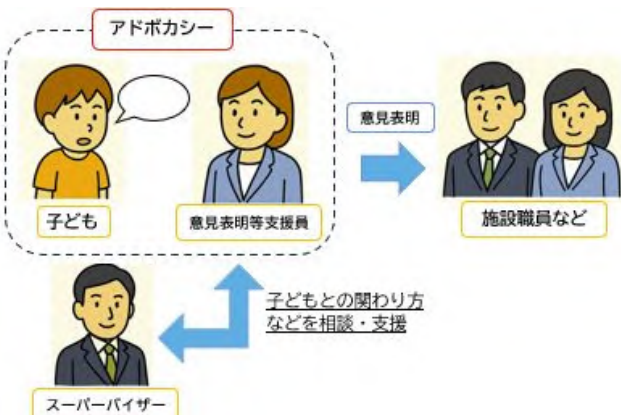 アドボカシー
意見表明
子ども
意見表明等支援員
施設職員など
子どもとの関わり方
などを相談・支援
スーパーバイザー